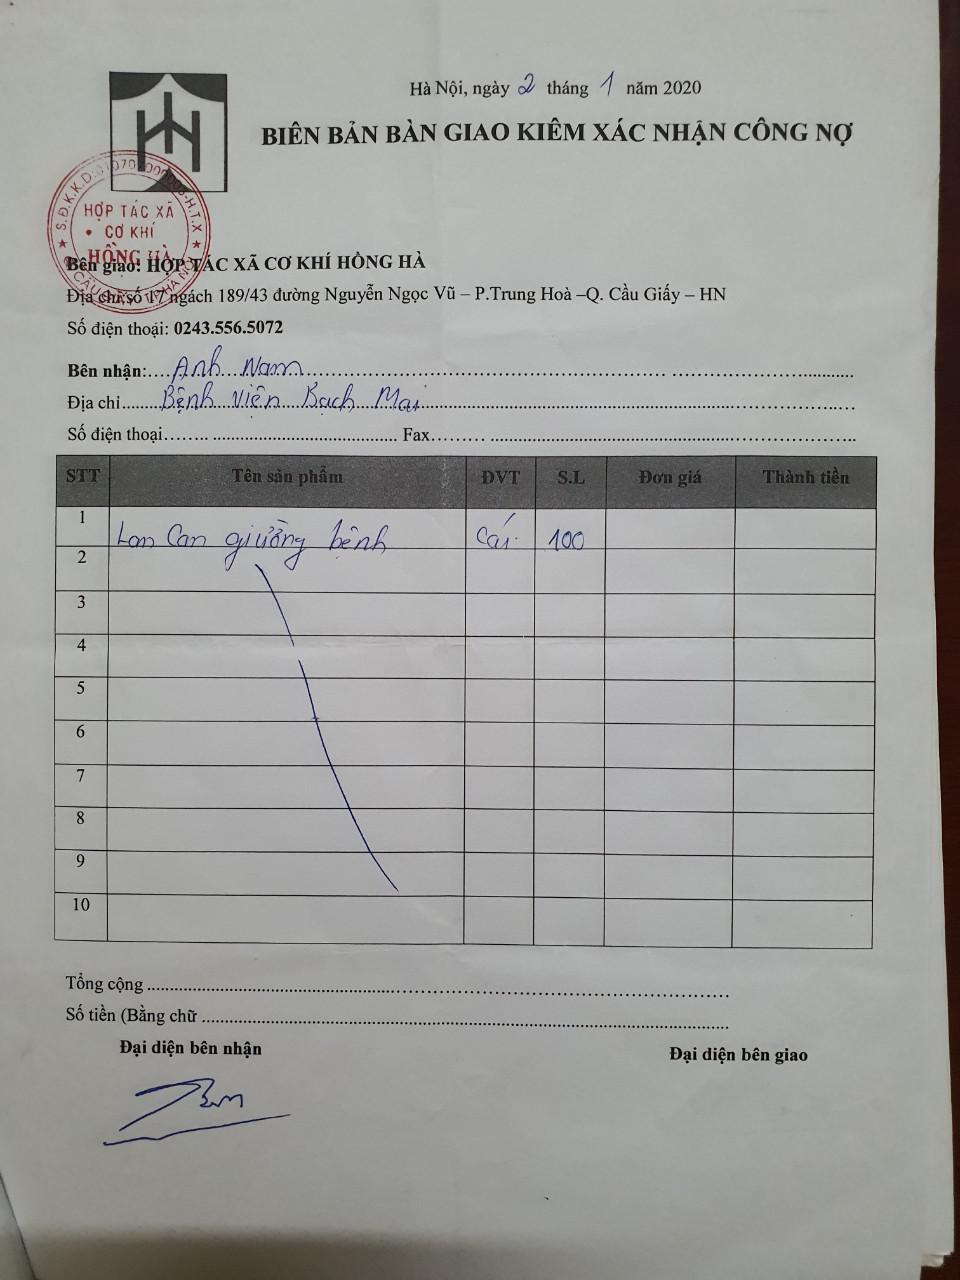 Hà Nội, ngày 2 tháng 1 năm 2020
BIÊN BẢN BÀN GIAO KIÊM XÁC NHẬN CÔNG NỢ
HỢP TÁC XÃ
CƠ KHÍ
HỒNG HÀ
Bên giao: HỢP TÁC XÃ CƠ KHÍ HỒNG HÀ
Địa chỉ: số 17 ngách 189/43 đường Nguyễn Ngọc Vũ – P.Trung Hoà –Q. Cầu Giấy – HN
Số điện thoại: 0243.556.5072
Bên nhận:.... Anh Nam ....
Địa chỉ.... Bệnh Viện Bạch Mai ....
Số điện thoại........ Fax........
STT Tên sản phẩm ĐVT S.L Đơn giá Thành tiền
1 Lan Can giường bệnh Cái 100
2
3
4
5
6
7
8
9
10
Tổng cộng ....
Số tiền (Bằng chữ ....
Đại diện bên nhận Đại diện bên giao